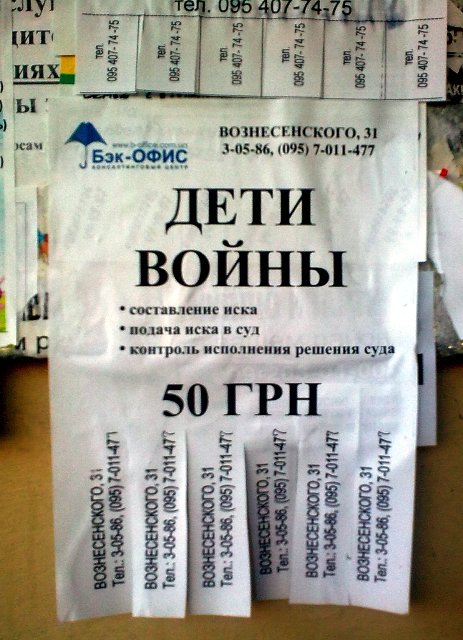 тел. 095 407-74-75
тел.
095 407- 74 -75
тел.
095 407- 74 -75
тел.
095 407- 74 -75
тел.
095 407- 74 -75
тел.
095 407- 74 -75
тел.
095 407- 74 -75
www.b-office.com.ua
Бэк-ОФИС
КОНСАЛТИНГОВЫЙ ЦЕНТР
ВОЗНЕСЕНСКОГО, 31
3-05-86, (095) 7-011-477
ДЕТИ
ВОЙНЫ
• составление иска
• подача иска в суд
• контроль исполнения решения суда
50 ГРН
ВОЗНЕСЕНСКОГО, 31
Тел.: 3-05-86, (095) 7-011-477
ВОЗНЕСЕНСКОГО, 31
Тел.: 3-05-86, (095) 7-011-477
ВОЗНЕСЕНСКОГО, 31
Тел.: 3-05-86, (095) 7-011-477
ВОЗНЕСЕНСКОГО, 31
Тел.: 3-05-86, (095) 7-011-477
ВОЗНЕСЕНСКОГО, 31
Тел.: 3-05-86, (095) 7-011-477
ВОЗНЕСЕНСКОГО, 31
Тел.: 3-05-86, (095) 7-011-477